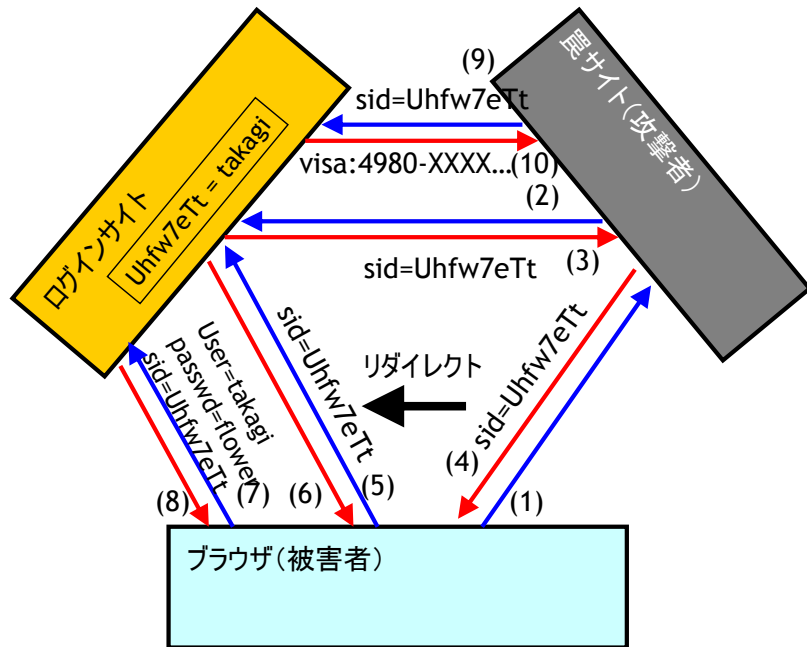 (9)
sid=Uhfw7eTt
罠サイト(攻撃者)
visa:4980-XXXX...(10)
(2)
ログインサイト
Uhfw7eTt = takagi
sid=Uhfw7eTt
(3)
User=takagi
passwd=flower
sid=Uhfw7eTt
sid=Uhfw7eTt
リダイレクト
sid=Uhfw7eTt
(8)
(7)
(6)
(5)
(4)
(1)
ブラウザ(被害者)